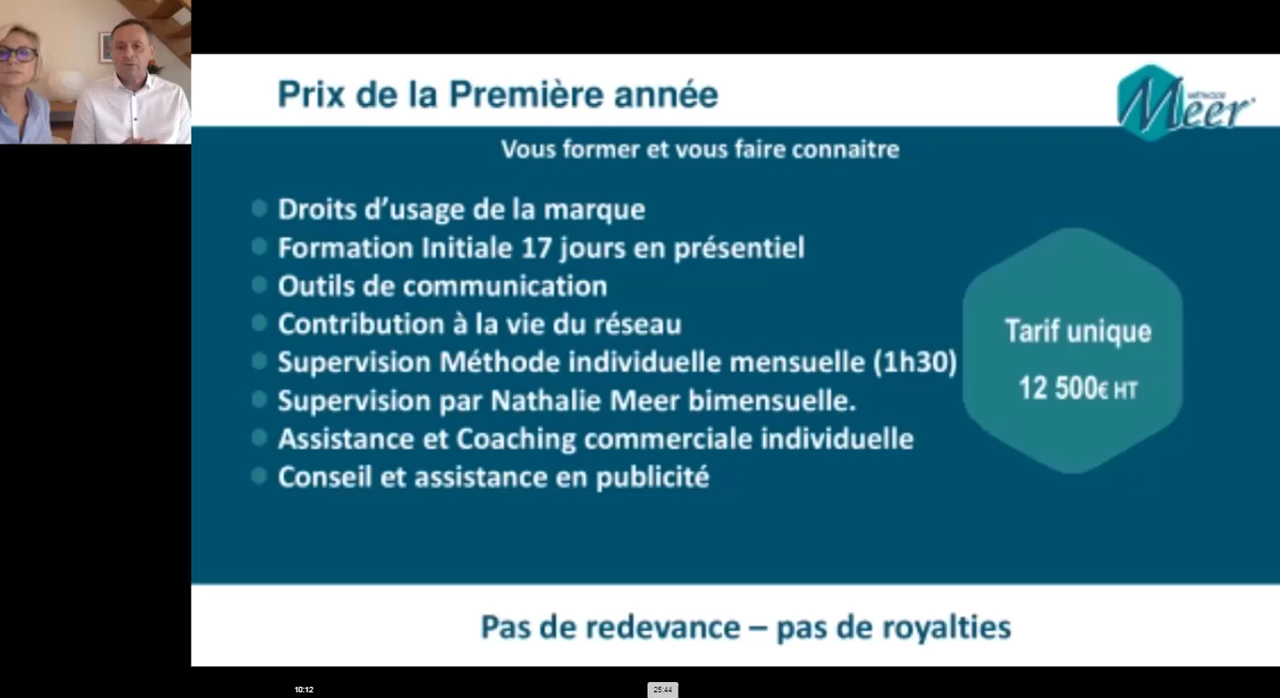 Prix de la Première année
MÉTHODE
Meer
Vous former et vous faire connaitre
Droits d’usage de la marque
Formation Initiale 17 jours en présentiel
Outils de communication
Contribution à la vie du réseau
Supervision Méthode individuelle mensuelle (1h30)
Supervision par Nathalie Meer bimensuelle.
Assistance et Coaching commerciale individuelle
Conseil et assistance en publicité
Tarif unique
12 500€ HT
Pas de redevance – pas de royalties
10:12
25:44